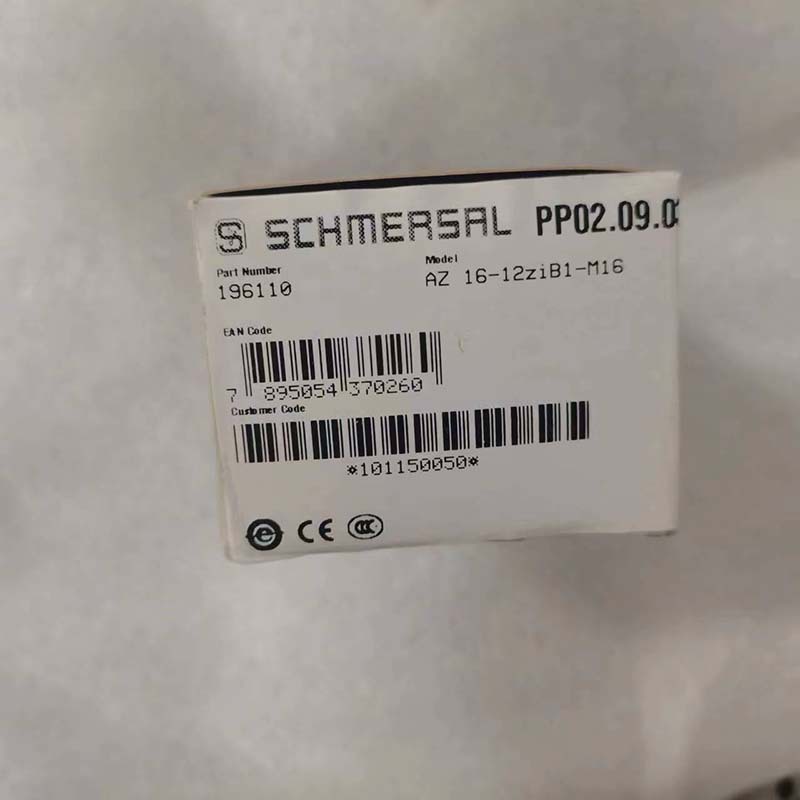 SCHMERSAL PP02.09.0
Part Number
196110
Model
AZ 16-12ziB1-M16
EAN Code
7 895054 370260
Customer Code
*101150050*
e CE CCC